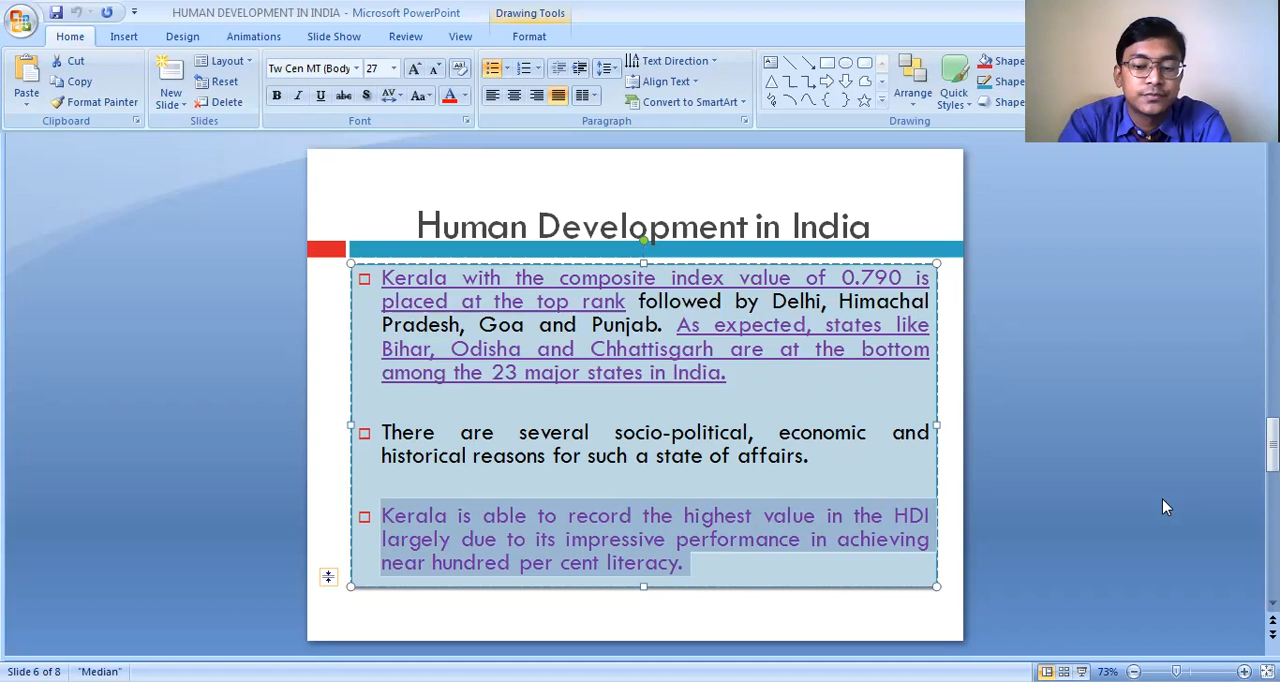 HUMAN DEVELOPMENT IN INDIA - Microsoft PowerPoint
Drawing Tools
Home Insert Design Animations Slide Show Review View Format
Paste
Cut
Copy
Format Painter
Clipboard
New
Slide
Layout
Reset
Delete
Slides
Tw Cen MT (Body 27
B I U abc S AV Aa A
Font
Paragraph
Text Direction
Align Text
Convert to SmartArt
Arrange
Quick
Styles
Shape
Shape
Shape
Drawing
Human Development in India
Kerala with the composite index value of 0.790 is
placed at the top rank followed by Delhi, Himachal
Pradesh, Goa and Punjab. As expected, states like
Bihar, Odisha and Chhattisgarh are at the bottom
among the 23 major states in India.
There are several socio-political, economic and
historical reasons for such a state of affairs.
Kerala is able to record the highest value in the HDI
largely due to its impressive performance in achieving
near hundred per cent literacy.
Slide 6 of 8 "Median" 73%